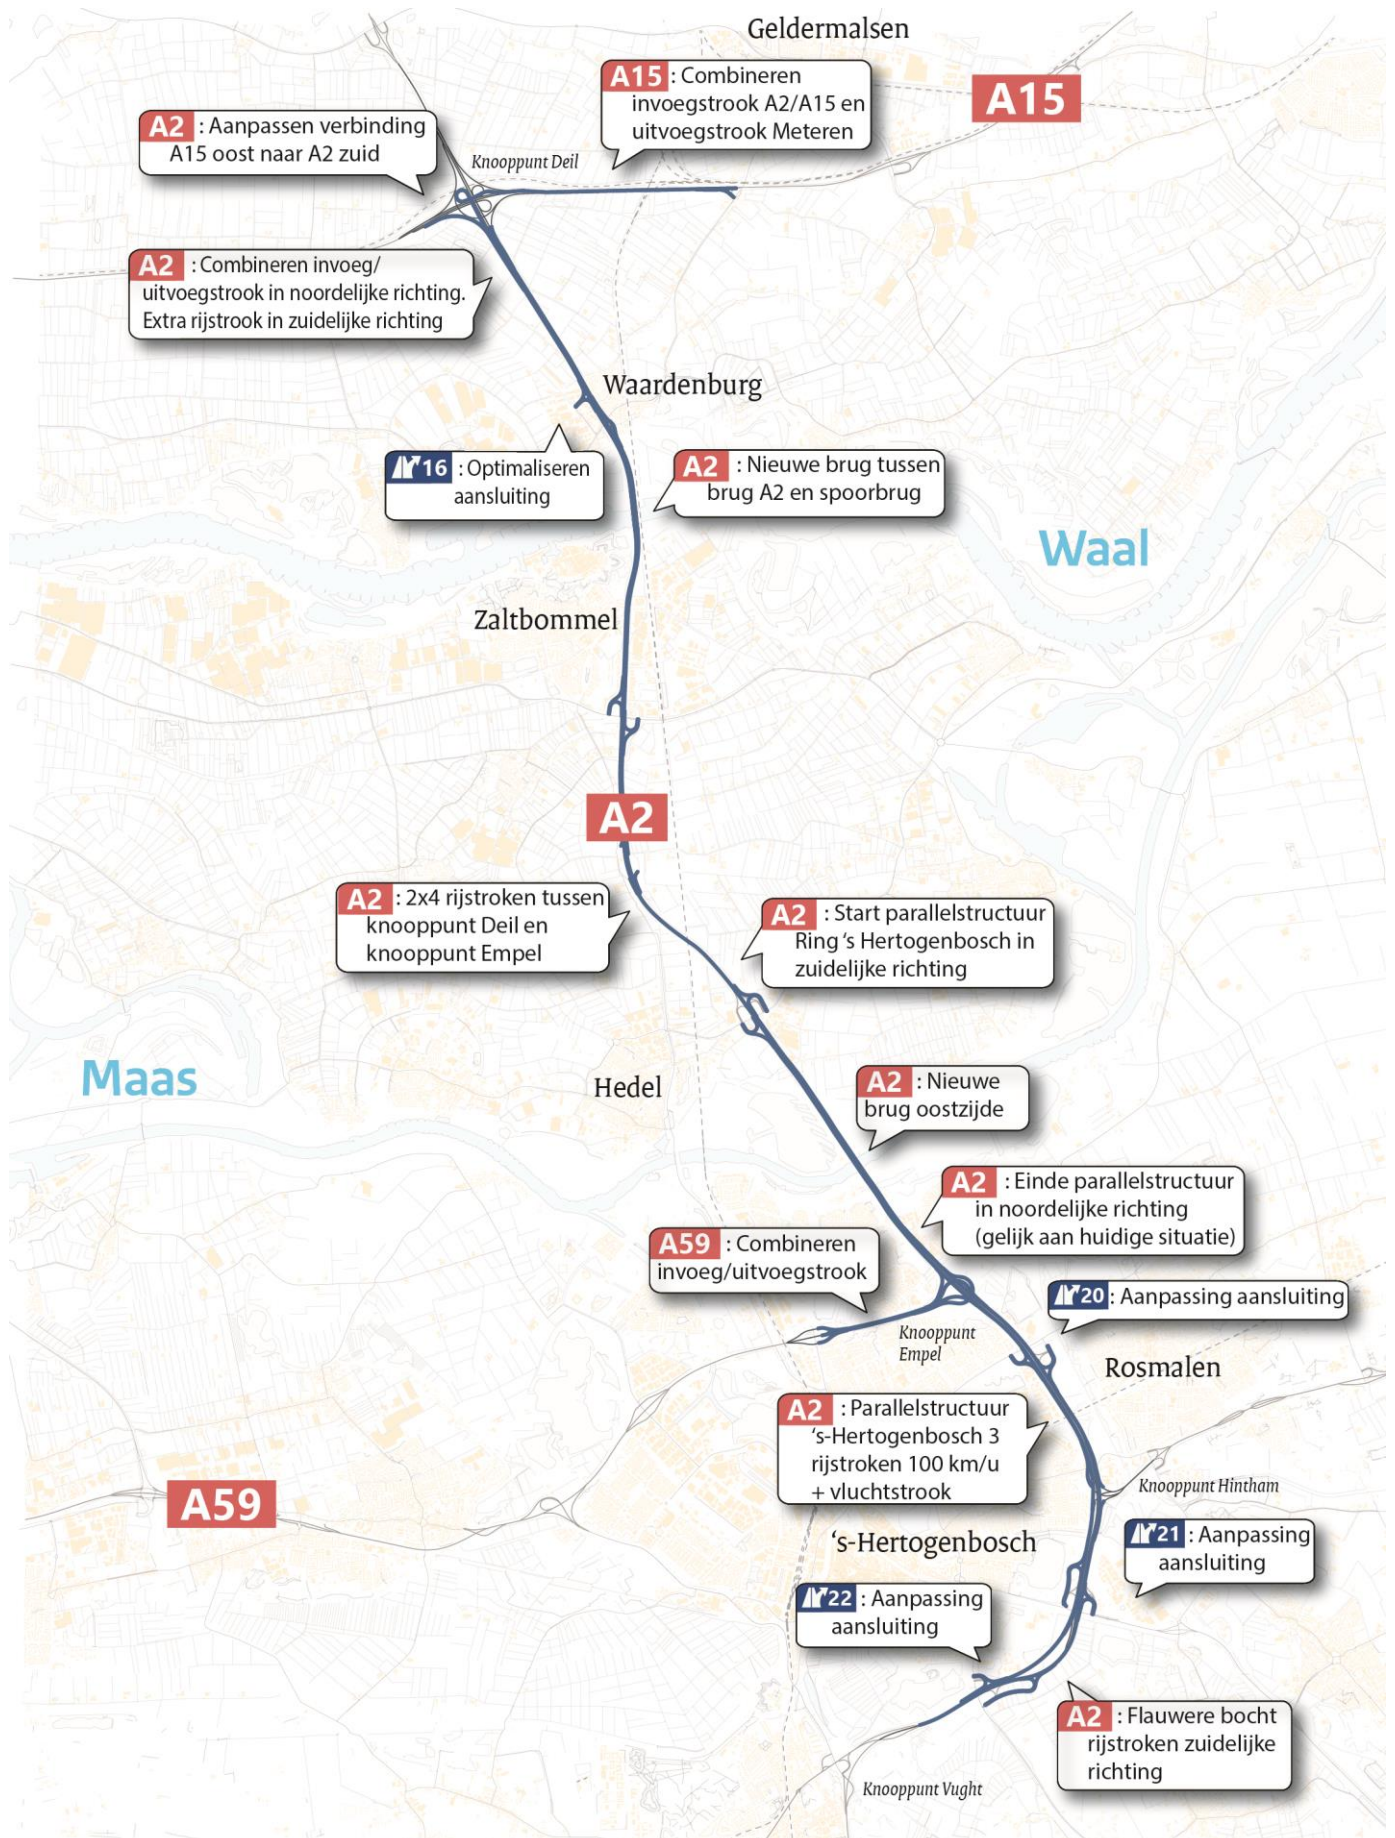 Geldermalsen
A15 : Combineren
invoegstrook A2/A15 en
uitvoegstrook Meteren
A15
A2 : Aanpassen verbinding
A15 oost naar A2 zuid
Knooppunt Deil
A2 : Combineren invoeg/
uitvoegstrook in noordelijke richting.
Extra rijstrook in zuidelijke richting
Waardenburg
16 : Optimaliseren
aansluiting
A2 : Nieuwe brug tussen
brug A2 en spoorbrug
Waal
Zaltbommel
A2
A2 : 2x4 rijstroken tussen
knooppunt Deil en
knooppunt Empel
A2 : Start parallelstructuur
Ring ‘s Hertogenbosch in
zuidelijke richting
Maas
Hedel
A2 : Nieuwe
brug oostzijde
A2 : Einde parallelstructuur
in noordelijke richting
(gelijk aan huidige situatie)
A59 : Combineren
invoeg/uitvoegstrook
20 : Aanpassing aansluiting
Knooppunt
Empel
Rosmalen
A2 : Parallelstructuur
‘s-Hertogenbosch 3
rijstroken 100 km/u
+ vluchtstrook
A59
Knooppunt Hintham
‘s-Hertogenbosch
21 : Aanpassing
aansluiting
22 : Aanpassing
aansluiting
A2 : Flauwere bocht
rijstroken zuidelijke
richting
Knooppunt Vught